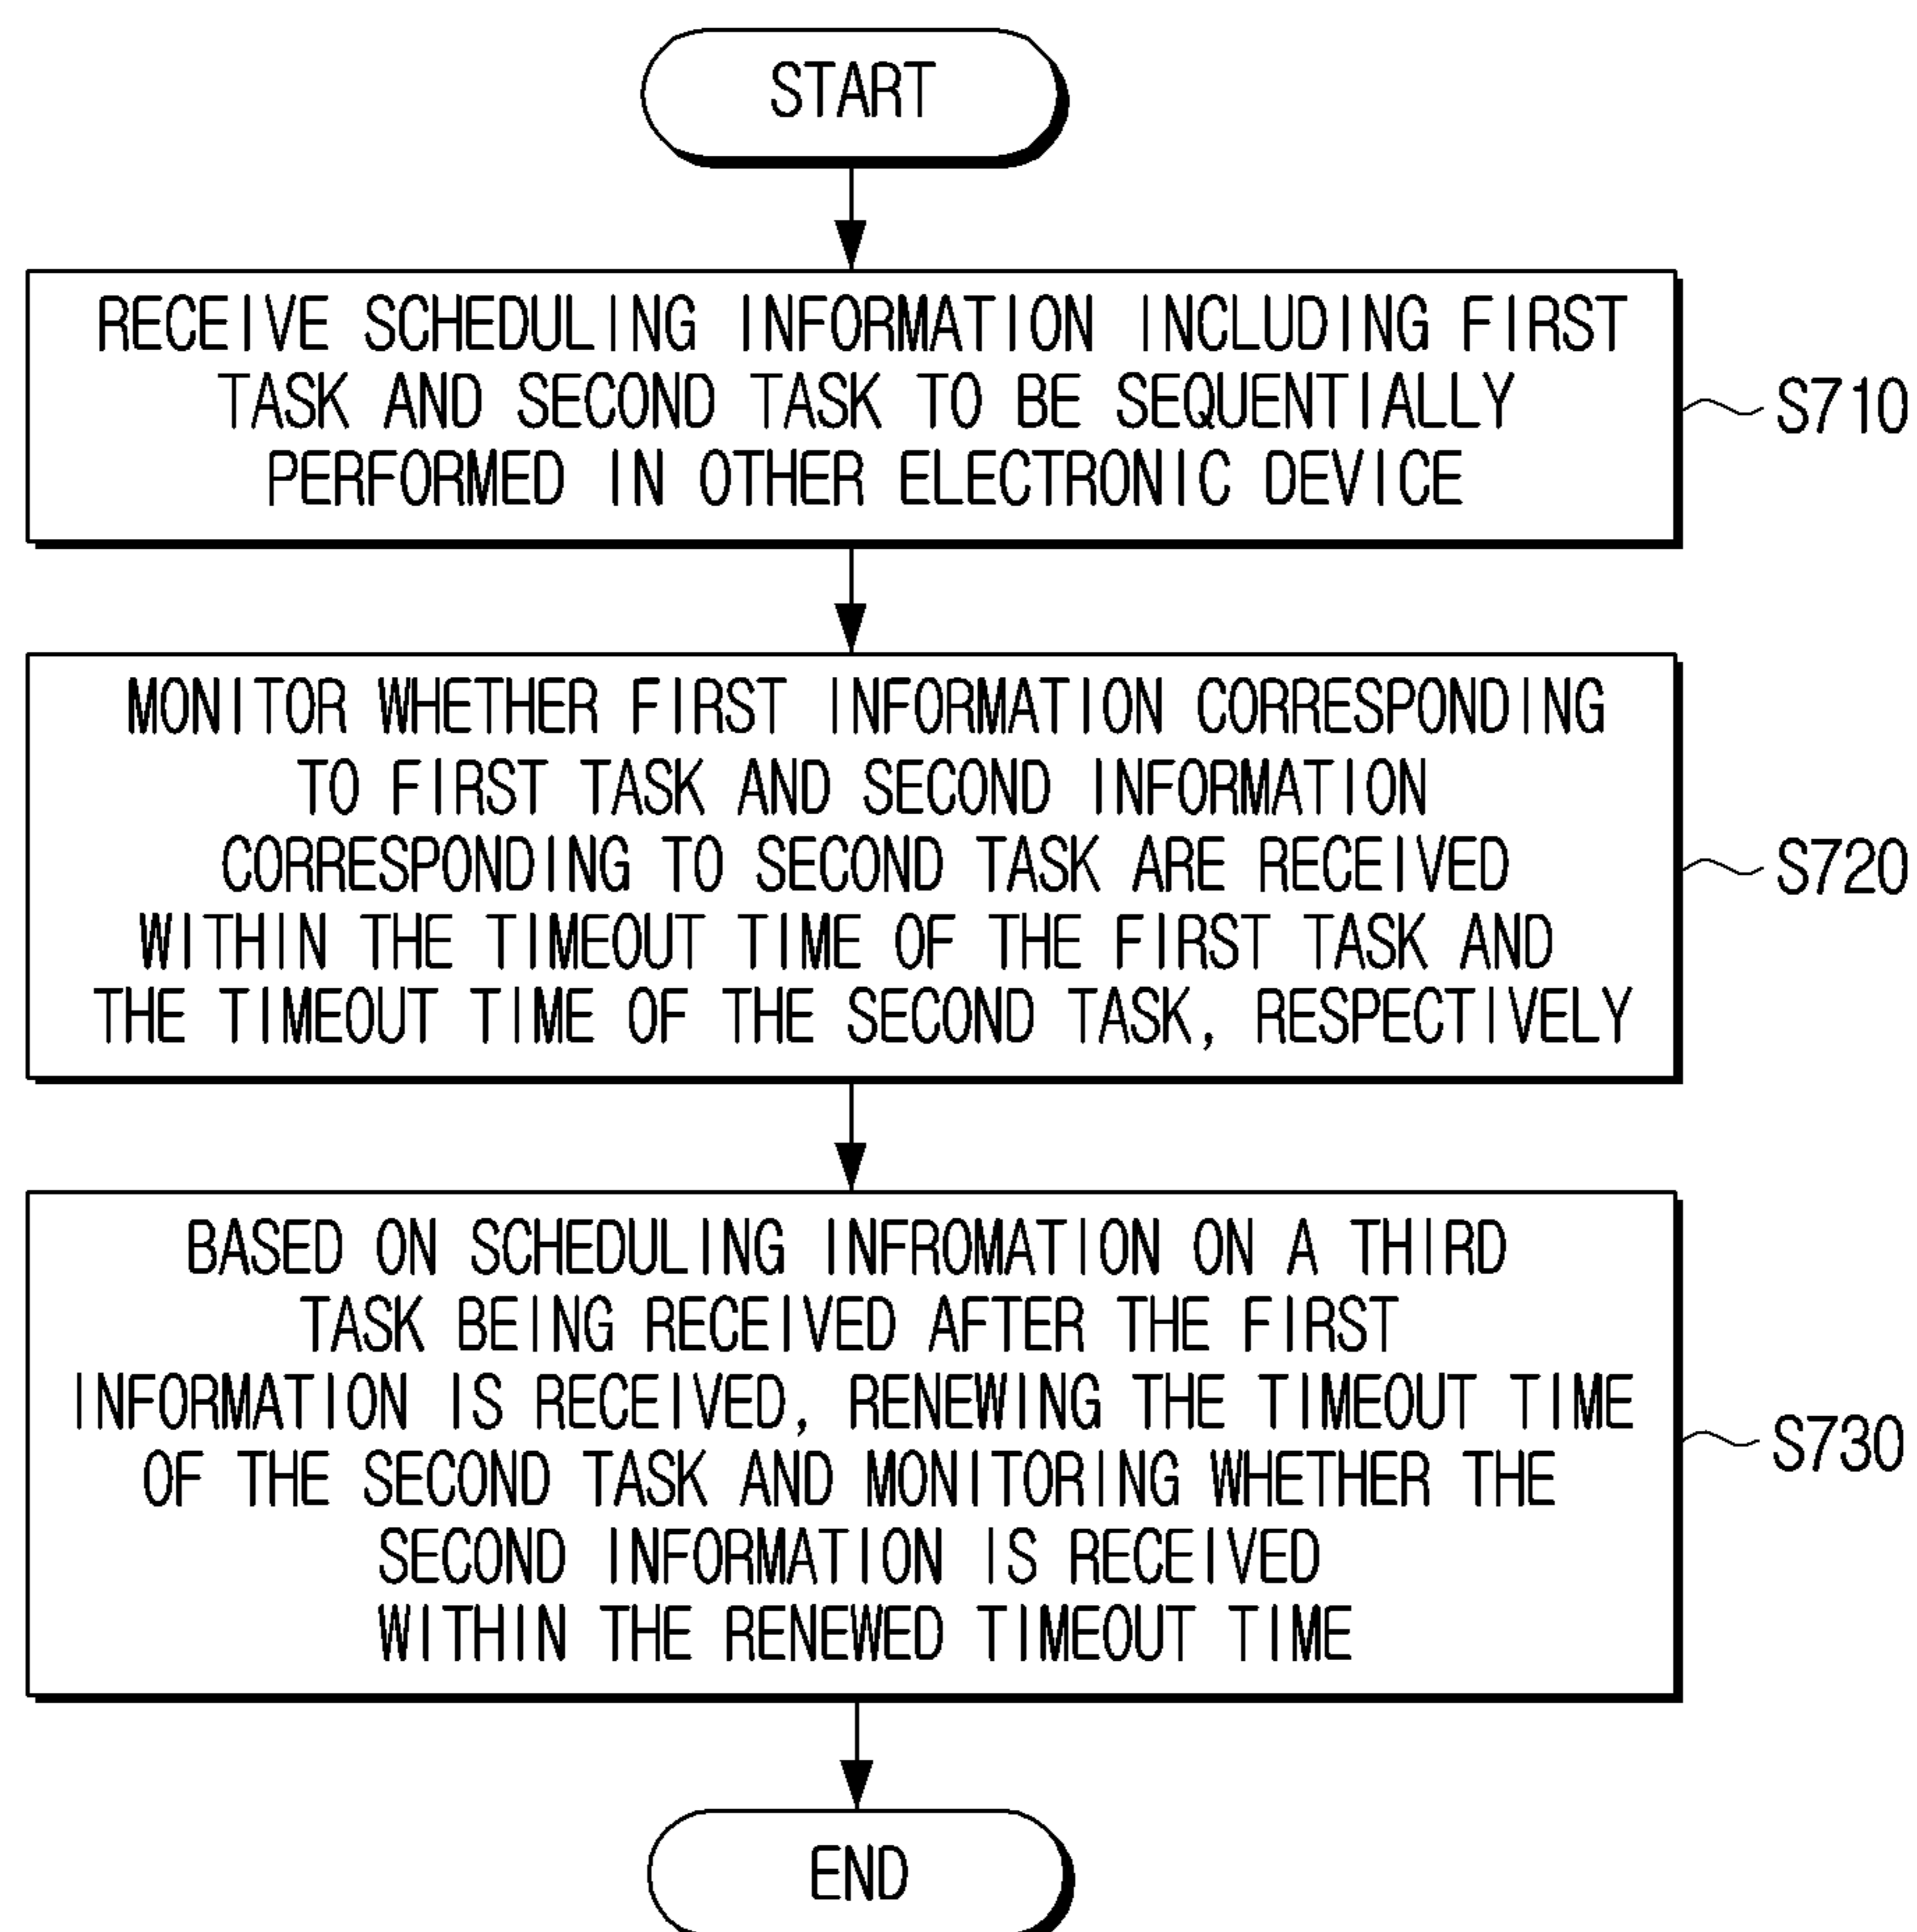 START
RECEIVE SCHEDULING INFORMATION INCLUDING FIRST
TASK AND SECOND TASK TO BE SEQUENTIALLY
PERFORMED IN OTHER ELECTRONIC DEVICE
S710
MONITOR WHETHER FIRST INFORMATION CORRESPONDING
TO FIRST TASK AND SECOND INFORMATION
CORRESPONDING TO SECOND TASK ARE RECEIVED
WITHIN THE TIMEOUT TIME OF THE FIRST TASK AND
THE TIMEOUT TIME OF THE SECOND TASK, RESPECTIVELY
S720
BASED ON SCHEDULING INFROMATION ON A THIRD
TASK BEING RECEIVED AFTER THE FIRST
INFORMATION IS RECEIVED, RENEWING THE TIMEOUT TIME
OF THE SECOND TASK AND MONITORING WHETHER THE
SECOND INFORMATION IS RECEIVED
WITHIN THE RENEWED TIMEOUT TIME
S730
END